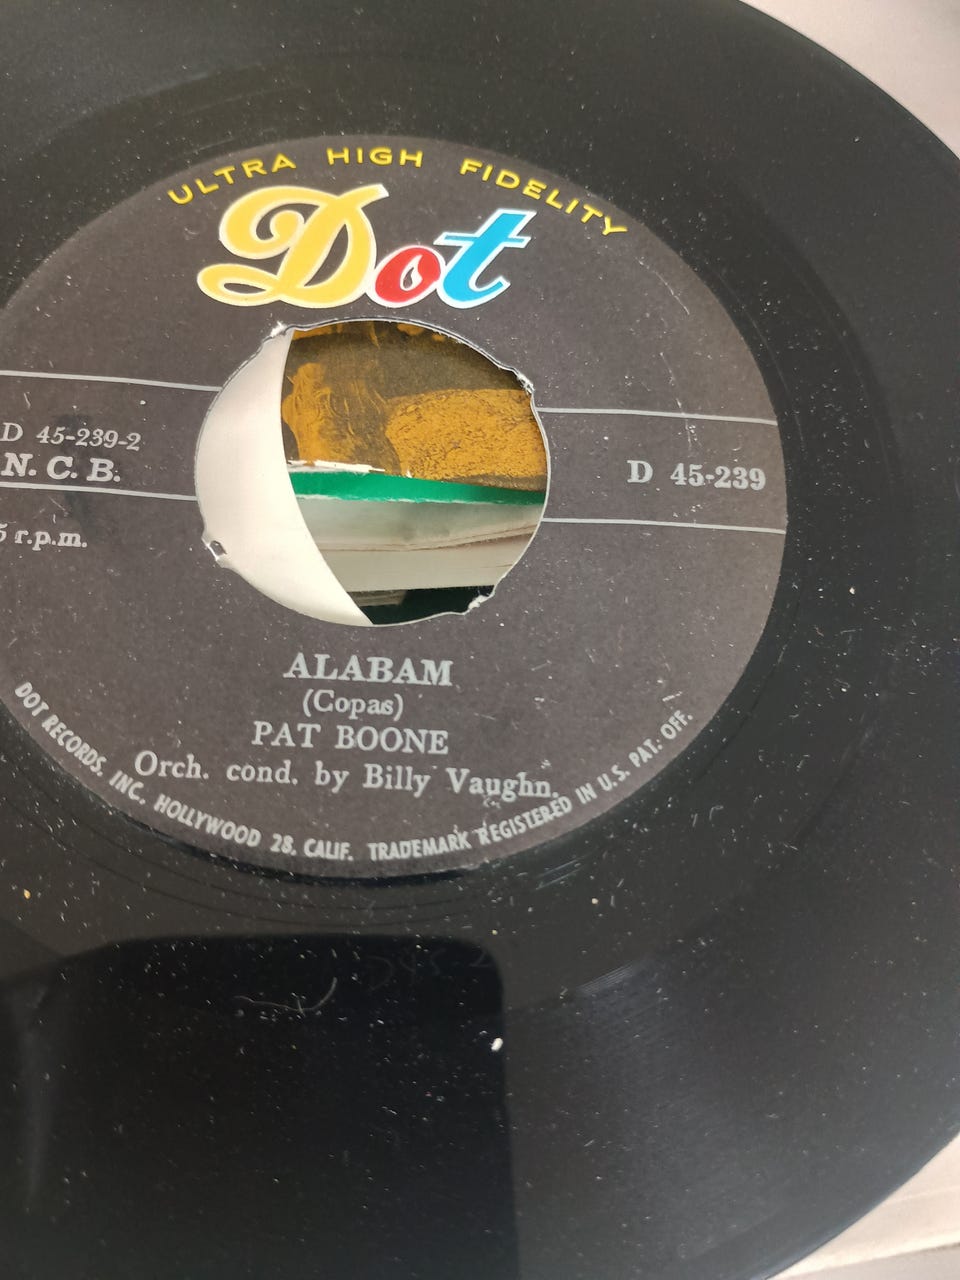 ULTRA HIGH FIDELITY
Dot
D 45-239-2
N. C. B.
5 r.p.m.
D 45-239
ALABAM
(Copas)
PAT BOONE
Orch. cond. by Billy Vaughn.
DOT RECORDS, INC. HOLLYWOOD 28, CALIF. TRADEMARK REGISTERED IN U.S. PAT. OFF.